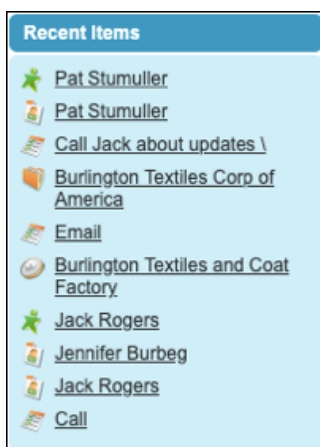 Recent Items
Pat Stumuller
Pat Stumuller
Call Jack about updates \
Burlington Textiles Corp of
America
Email
Burlington Textiles and Coat
Factory
Jack Rogers
Jennifer Burbeg
Jack Rogers
Call